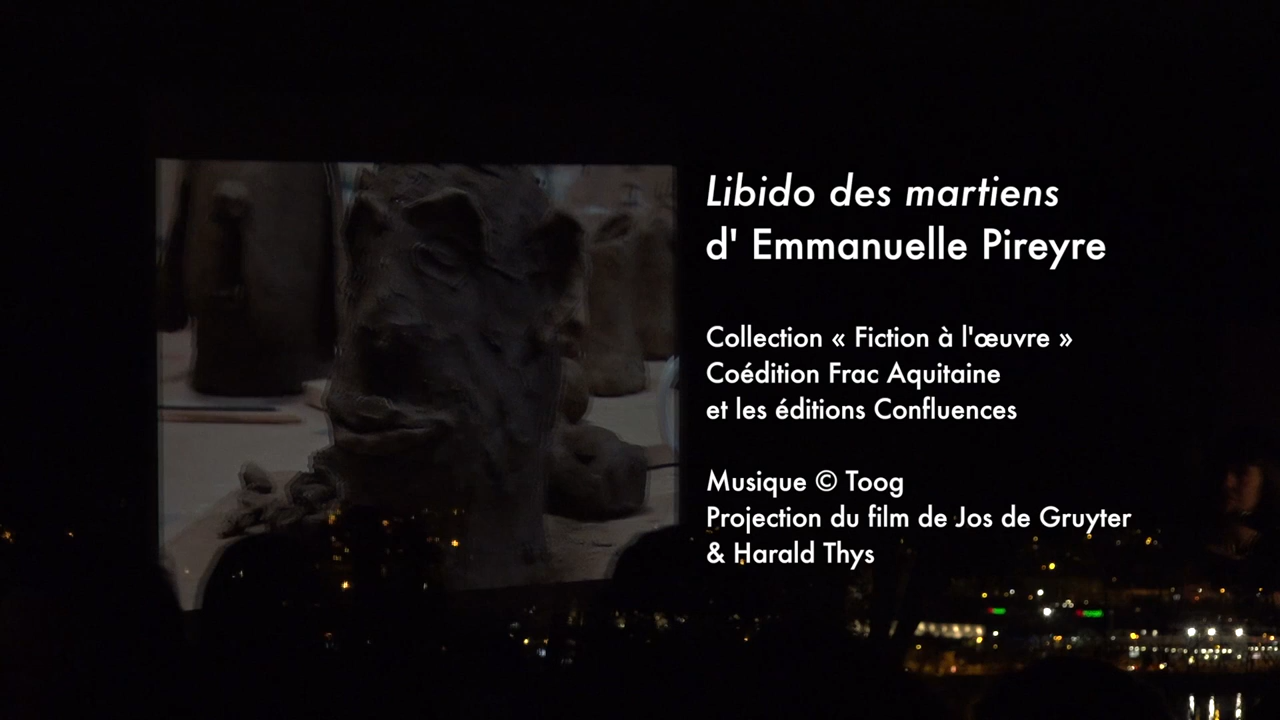 Libido des martiens
d' Emmanuelle Pireyre
Collection « Fiction à l'œuvre »
Coédition Frac Aquitaine
et les éditions Confluences
Musique © Toog
Projection du film de Jos de Gruyter
& Harald Thys